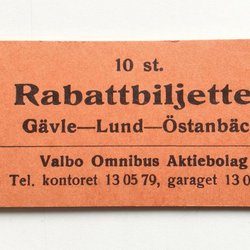 10 st.
Rabattbiljette
Gävle—Lund—Östanbäc
Valbo Omnibus Aktiebolag
Tel. kontoret 13 05 79, garaget 13 0